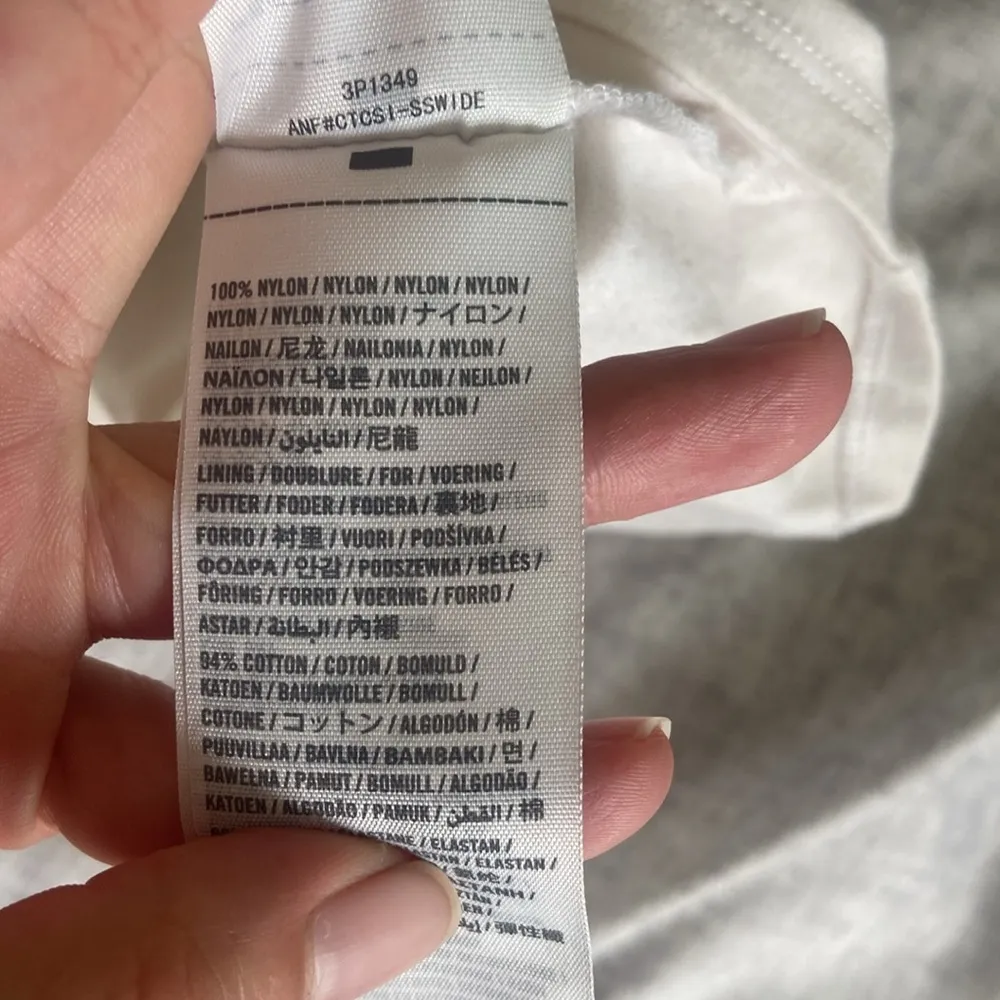 3P1349
ANF#CTCSI-SSWIDE
100% NYLON / NYLON / NYLON / NYLON /
NYLON / NYLON / NYLON / ナイロン /
NAILON / 尼龙 / NAILONIA / NYLON /
ΝΑΪΛΟΝ / 나일론 / NYLON / NEJLON /
NYLON / NYLON / NYLON / NYLON /
NAYLON / النايلون / 尼龍
LINING / DOUBLURE / FOR / VOERING /
FUTTER / FODER / FODERA / 裏地 /
FORRO / 衬里 / VUORI / PODŠÍVKA /
ΦΟΔΡΑ / 안감 / PODSZEWKA / BÉLÉS /
FÔRING / FORRO / VOERING / FORRO /
ASTAR / البطانة / 內襯
94% COTTON / COTON / BOMULD /
KATOEN / BAUMWOLLE / BOMULL /
COTONE / コットン / ALGODÓN / 棉 /
PUUVILLAA / BAVLNA / BAMBAKI / 면 /
BAWEŁNA / PAMUT / BOMULL / ALGODÃO /
KATOEN / ALGODÃO / PAMUK / القطن / 棉
/ ELASTAN /
/ ELASTAN /